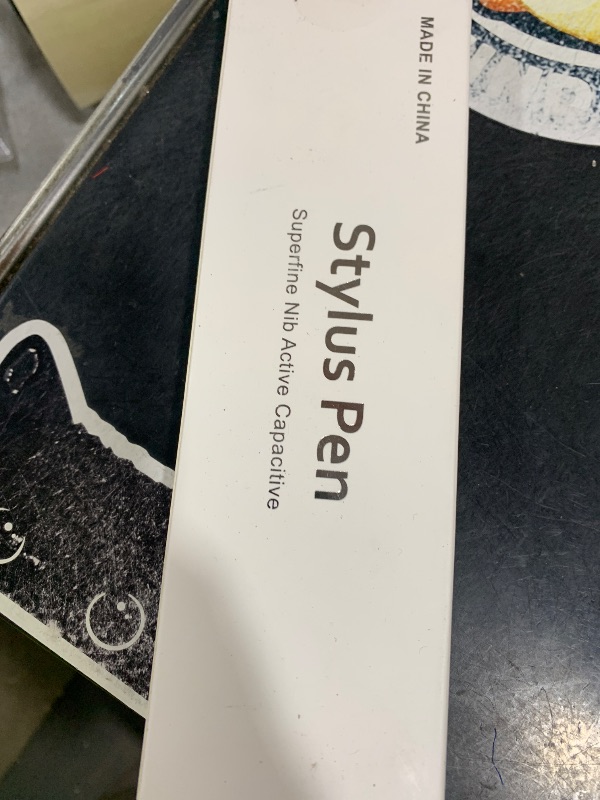 MADE IN CHINA
Stylus Pen
Superfine Nib Active Capacitive